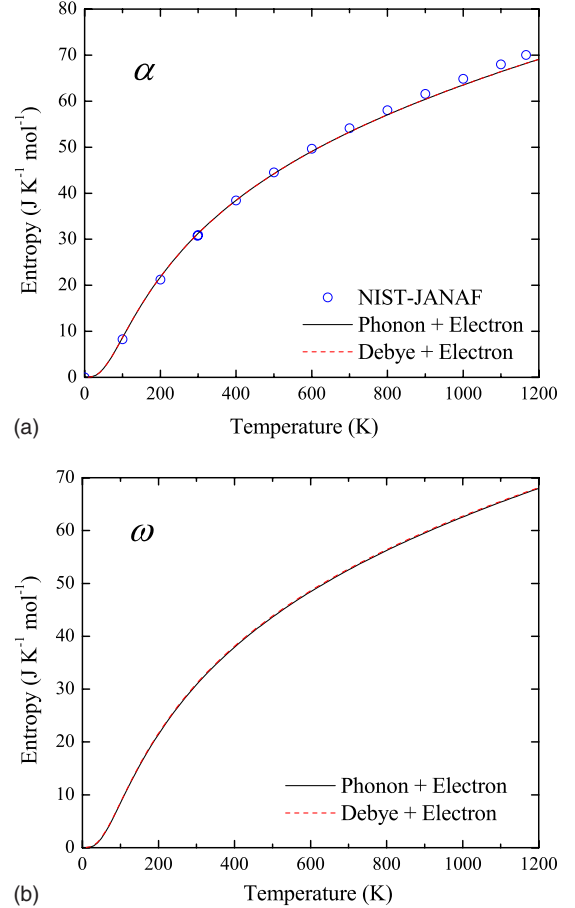 80
70
60
50
40
30
20
10
0
Entropy (J K⁻¹ mol⁻¹)
α
NIST-JANAF
Phonon + Electron
Debye + Electron
0 200 400 600 800 1000 1200
(a)
Temperature (K)
70
60
50
40
30
20
10
0
Entropy (J K⁻¹ mol⁻¹)
ω
Phonon + Electron
Debye + Electron
0 200 400 600 800 1000 1200
(b)
Temperature (K)